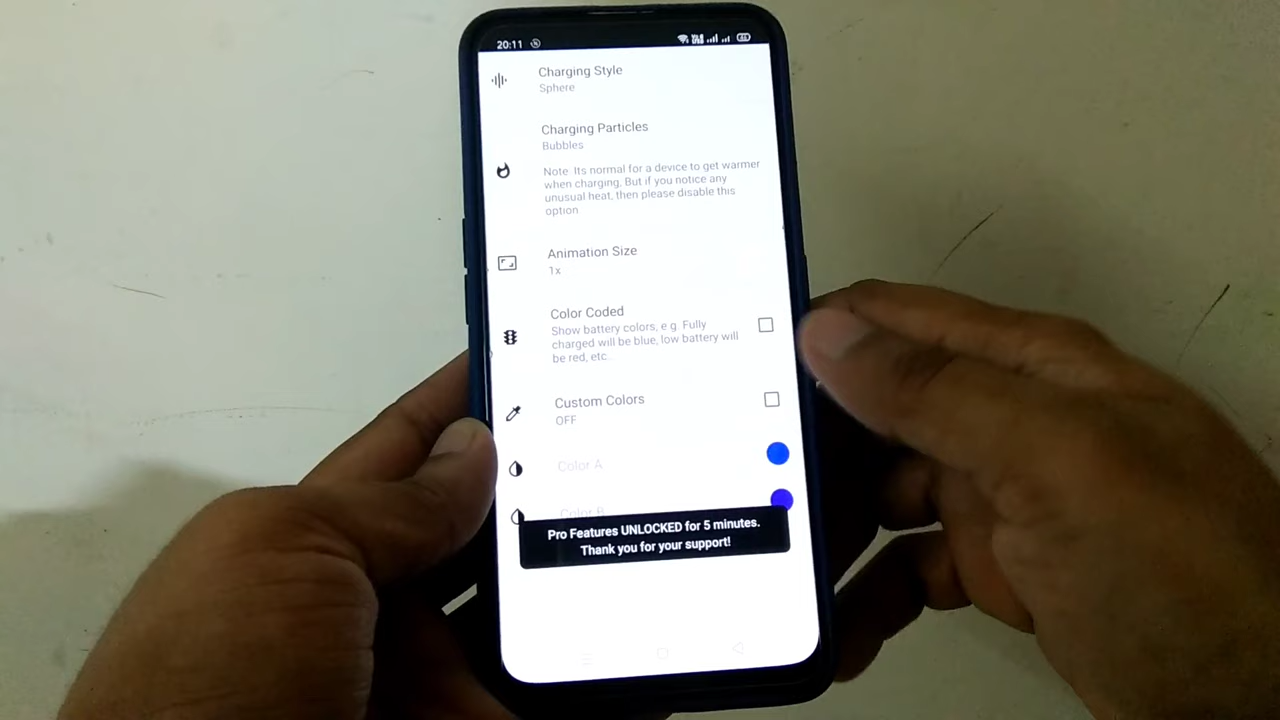 20:11
Charging Style
Sphere
Charging Particles
Bubbles
Note Its normal for a device to get warmer
when charging, But if you notice any
unusual heat, then please disable this
option
Animation Size
1x
Color Coded
Show battery colors, e.g. Fully
charged will be blue, low battery will
be red, etc..
Custom Colors
OFF
Color A
Color B
Pro Features UNLOCKED for 5 minutes.
Thank you for your support!